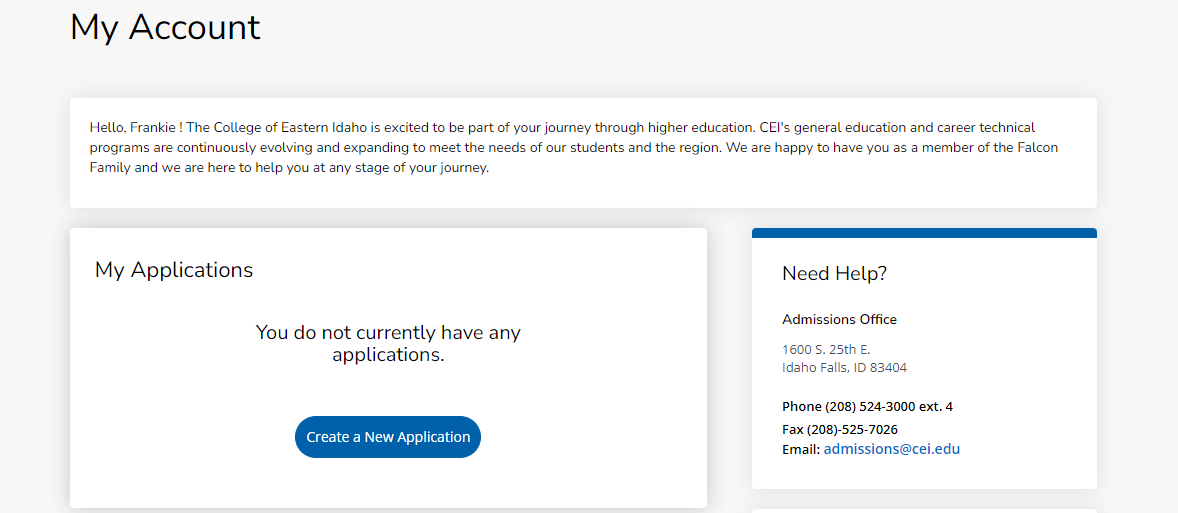 My Account
Hello, Frankie ! The College of Eastern Idaho is excited to be part of your journey through higher education. CEI's general education and career technical
programs are continuously evolving and expanding to meet the needs of our students and the region. We are happy to have you as a member of the Falcon
Family and we are here to help you at any stage of your journey.
My Applications
You do not currently have any
applications.
Create a New Application
Need Help?
Admissions Office
1600 S. 25th E.
Idaho Falls, ID 83404
Phone (208) 524-3000 ext. 4
Fax (208)-525-7026
Email: admissions@cei.edu